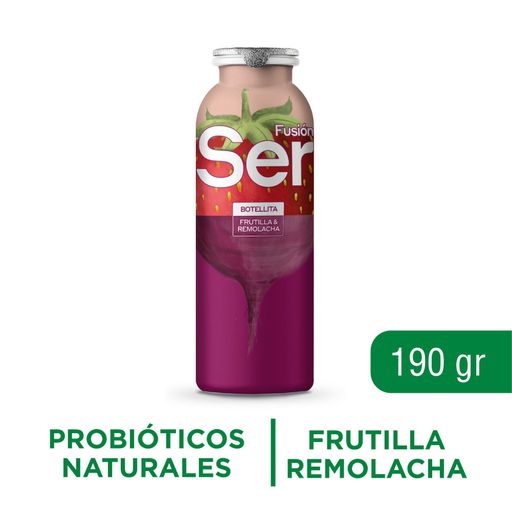 Fusión
Ser
BOTELLITA
FRUTILLA &
REMOLACHA
190 gr
PROBIÓTICOS
NATURALES
FRUTILLA
REMOLACHA